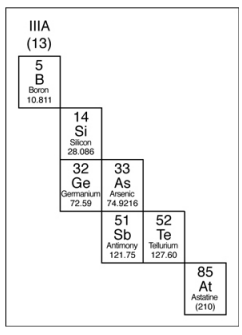 IIIA
(13)
5
B
Boron
10.811
14
Si
Silicon
28.086
32
Ge
Germanium
72.59
33
As
Arsenic
74.9216
51
Sb
Antimony
121.75
52
Te
Tellurium
127.60
85
At
Astatine
(210)